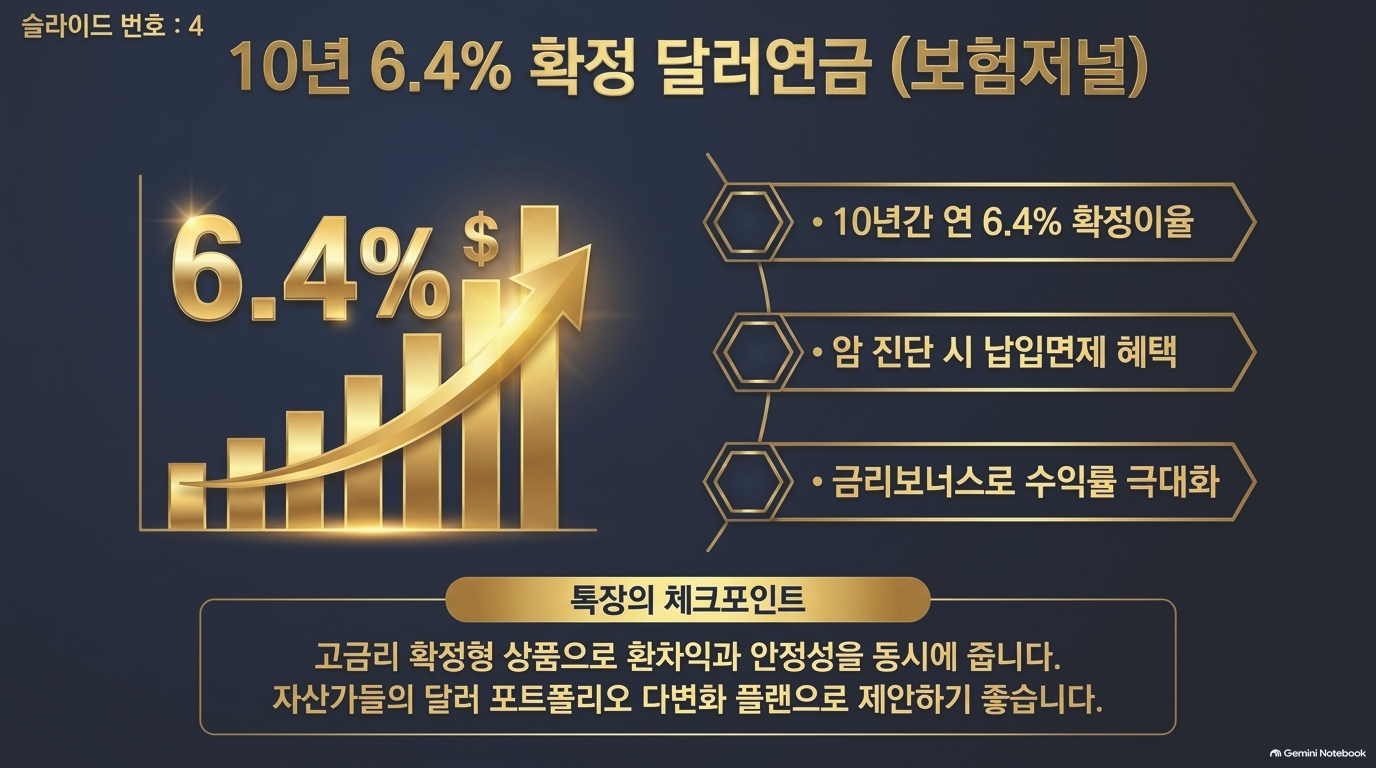 슬라이드 번호 : 4
10년 6.4% 확정 달러연금 (보험저널)
6.4%
$
• 10년간 연 6.4% 확정이율
• 암 진단 시 납입면제 혜택
• 금리보너스로 수익률 극대화
톡장의 체크포인트
고금리 확정형 상품으로 환차익과 안정성을 동시에 줍니다.
자산가들의 달러 포트폴리오 다변화 플랜으로 제안하기 좋습니다.
Gemini Notebook